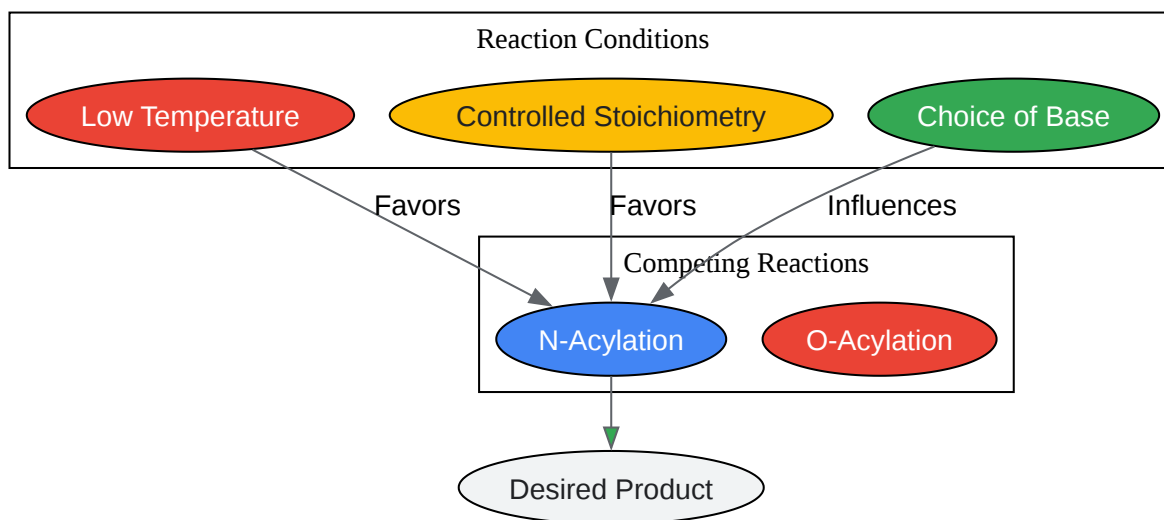 Reaction Conditions
Low Temperature
Controlled Stoichiometry
Choice of Base
Favors
Favors
Influences
Competing Reactions
N-Acylation
O-Acylation
Desired Product